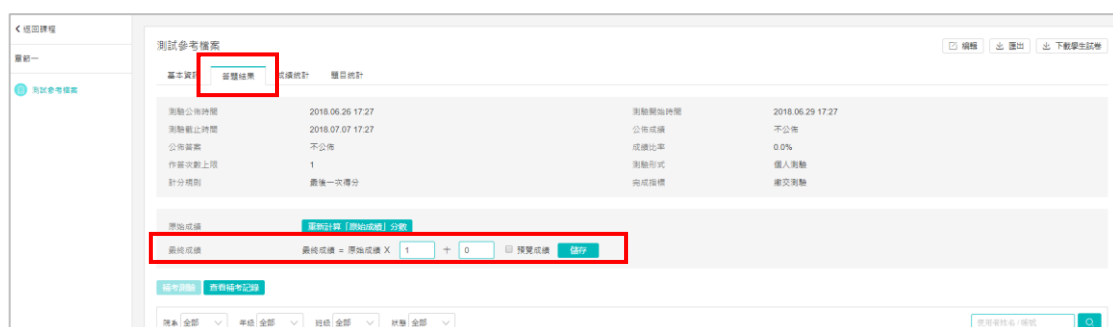 返回課程
章節一
測試參考檔案
測試參考檔案
編輯 匯出 下載學生試卷
基本資訊 答題結果 成績統計 題目統計
測驗公佈時間 2018.06.26 17:27 測驗開始時間 2018.06.29 17:27
測驗截止時間 2018.07.07 17:27 公佈成績 不公佈
公佈答案 不公佈 成績比率 0.0%
作答次數上限 1 測驗形式 個人測驗
計分規則 最後一次得分 完成指標 繳交測驗
原始成績 重新計算「原始成績」分數
最終成績 最終成績 = 原始成績 X 1 + 0 預覽成績 儲存
補考測驗 查看補考記錄
院系 全部 年級 全部 班級 全部 狀態 全部 使用者姓名/帳號